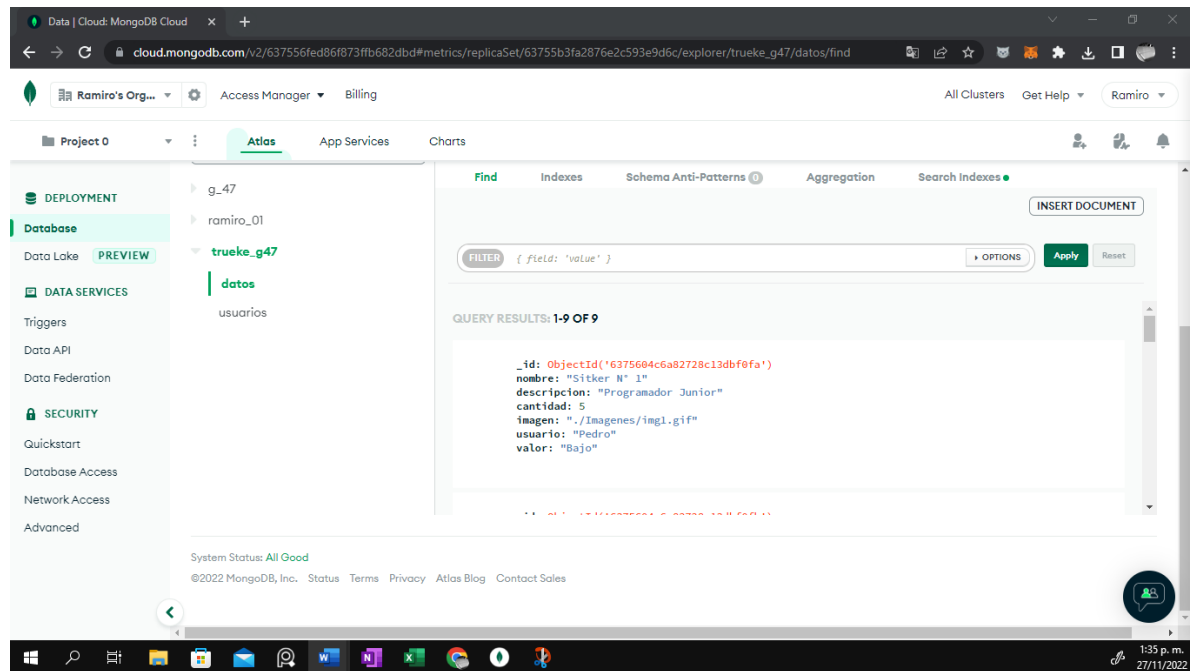 Data | Cloud: MongoDB Cloud
cloud.mongodb.com/v2/637556fed86f873ffb682dbd#metrics/replicaSet/63755b3fa2876e2c593e9d6c/explorer/trueke_g47/datos/find
Ramiro's Org... Access Manager Billing All Clusters Get Help Ramiro
Project 0 Atlas App Services Charts
DEPLOYMENT
Database
Data Lake PREVIEW
DATA SERVICES
Triggers
Data API
Data Federation
SECURITY
Quickstart
Database Access
Network Access
Advanced
g_47
ramiro_01
trueke_g47
datos
usuarios
Find Indexes Schema Anti-Patterns 0 Aggregation Search Indexes
INSERT DOCUMENT
FILTER { field: 'value' } OPTIONS Apply Reset
QUERY RESULTS: 1-9 OF 9
_id: ObjectId('6375604c6a82728c13dbf0fa')
nombre: "Sitker N° 1"
descripcion: "Programador Junior"
cantidad: 5
imagen: "./Imagenes/img1.gif"
usuario: "Pedro"
valor: "Bajo"
System Status: All Good
©2022 MongoDB, Inc. Status Terms Privacy Atlas Blog Contact Sales
1:35 p. m.
27/11/2022